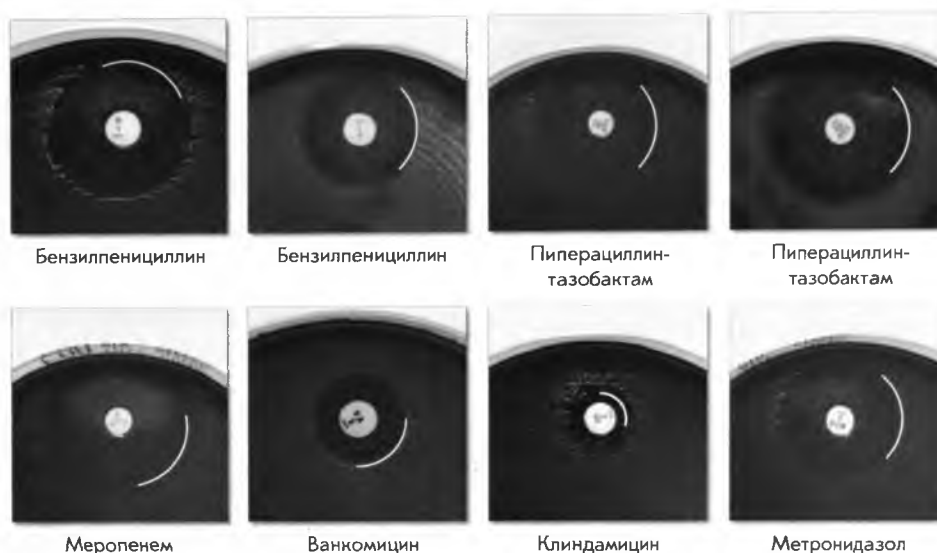 Бензилпенициллин
Бензилпенициллин
Пиперациллин-
тазобактам
Пиперациллин-
тазобактам
Меропенем
Ванкомицин
Клиндамицин
Метронидазол